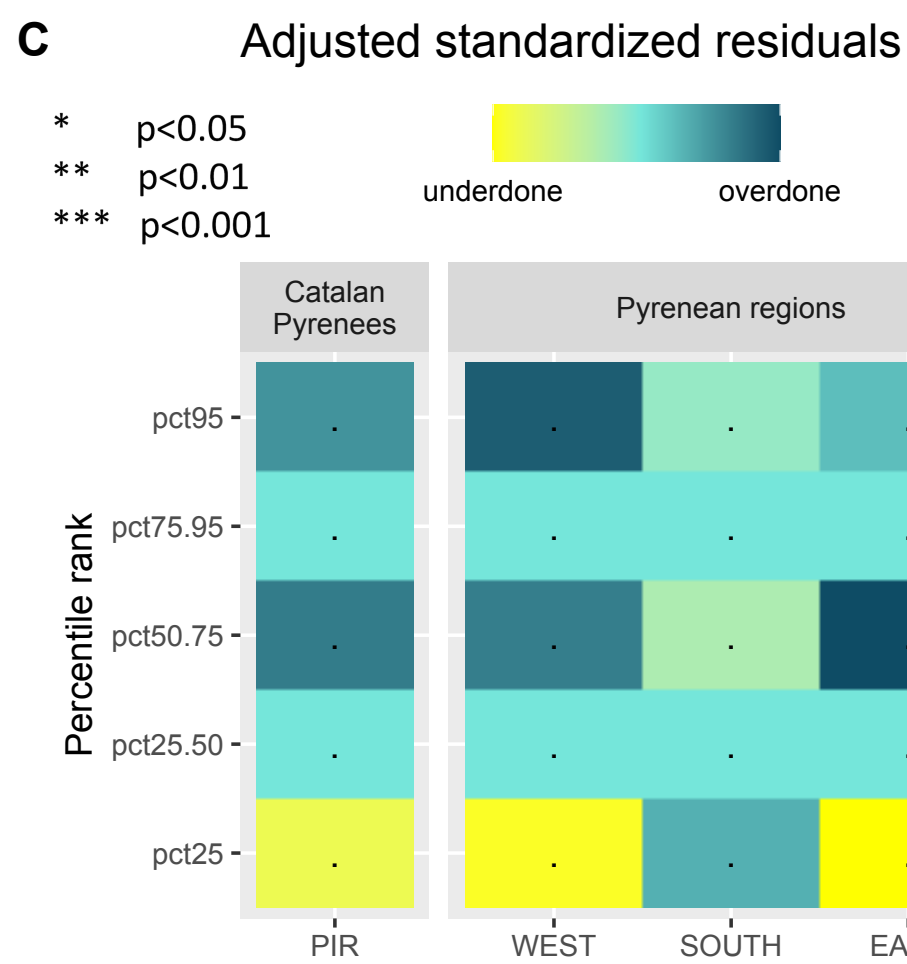 C Adjusted standardized residuals
* p<0.05
** p<0.01
*** p<0.001
underdone overdone
Catalan
Pyrenees
Pyrenean regions
pct95
pct75.95
pct50.75
pct25.50
pct25
Percentile rank
PIR WEST SOUTH EA